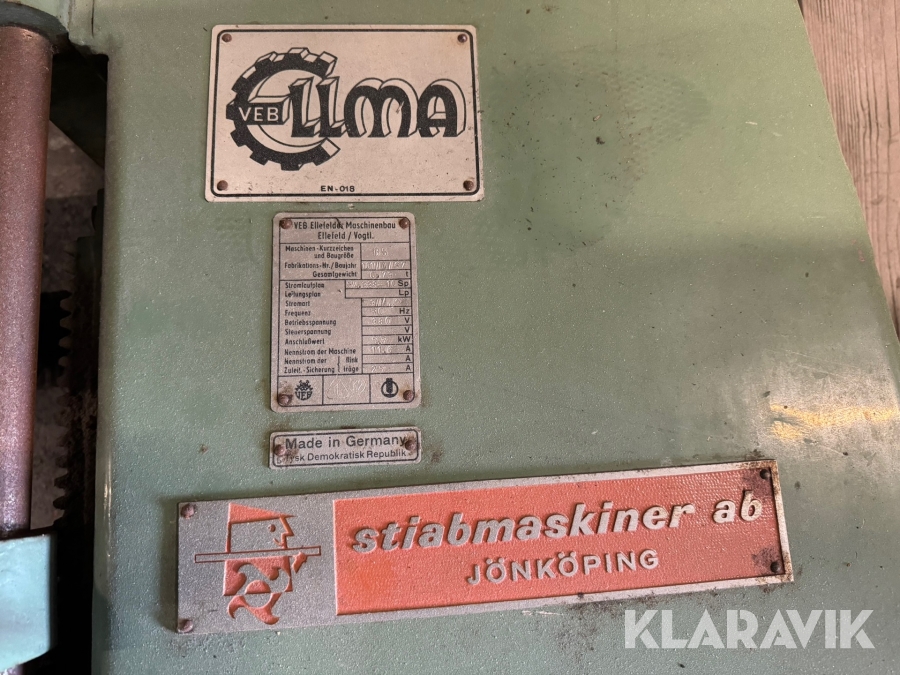 VEB
ELLMA
EN-018
VEB Ellefelder Maschinenbau
Ellefeld / Vogtl.
Maschinen-Kurzzeichen
und Baugröße
Fabrikations-Nr./Baujahr
Gesamtgewicht t
Stromlaufplan Sp
Leitungsplan Lp
Stromart
Frequenz Hz
Betriebsspannung V
Steuerspannung V
Anschlußwert kW
Nennstrom der Maschine A
Nennstrom der flink A
Zuleit.-Sicherung träge A
Made in Germany
Tysk Demokratisk Republik
stiabmaskiner ab
JÖNKÖPING
KLARAVIK